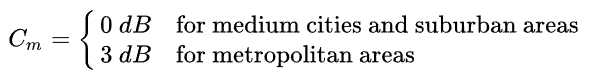 C_m = { 0 dB for medium cities and suburban areas
3 dB for metropolitan areas